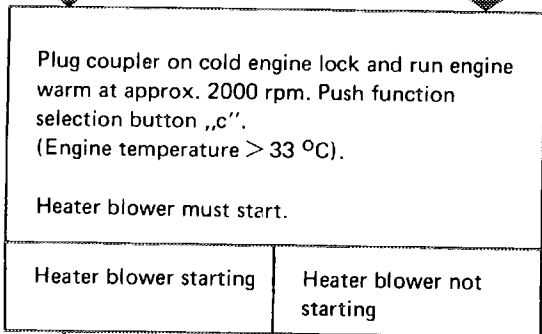 Plug coupler on cold engine lock and run engine
warm at approx. 2000 rpm. Push function
selection button ,,c''.
(Engine temperature > 33 °C).
Heater blower must start.
Heater blower starting
Heater blower not
starting